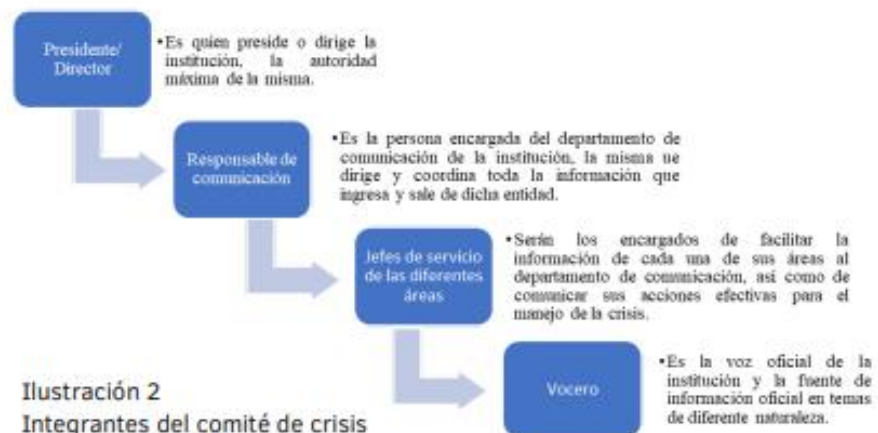 Presidente/
Director
•Es quien preside o dirige la
institución, la autoridad
máxima de la misma.
Responsable de
comunicación
•Es la persona encargada del departamento de
comunicación de la institución, la misma ue
dirige y coordina toda la información que
ingresa y sale de dicha entidad.
Jefes de servicio
de las diferentes
áreas
•Serán los encargados de facilitar la
información de cada una de sus áreas al
departamento de comunicación, así como de
comunicar sus acciones efectivas para el
manejo de la crisis.
Vocero
•Es la voz oficial de la
institución y la fuente de
información oficial en temas
de diferente naturaleza.
Ilustración 2
Integrantes del comité de crisis